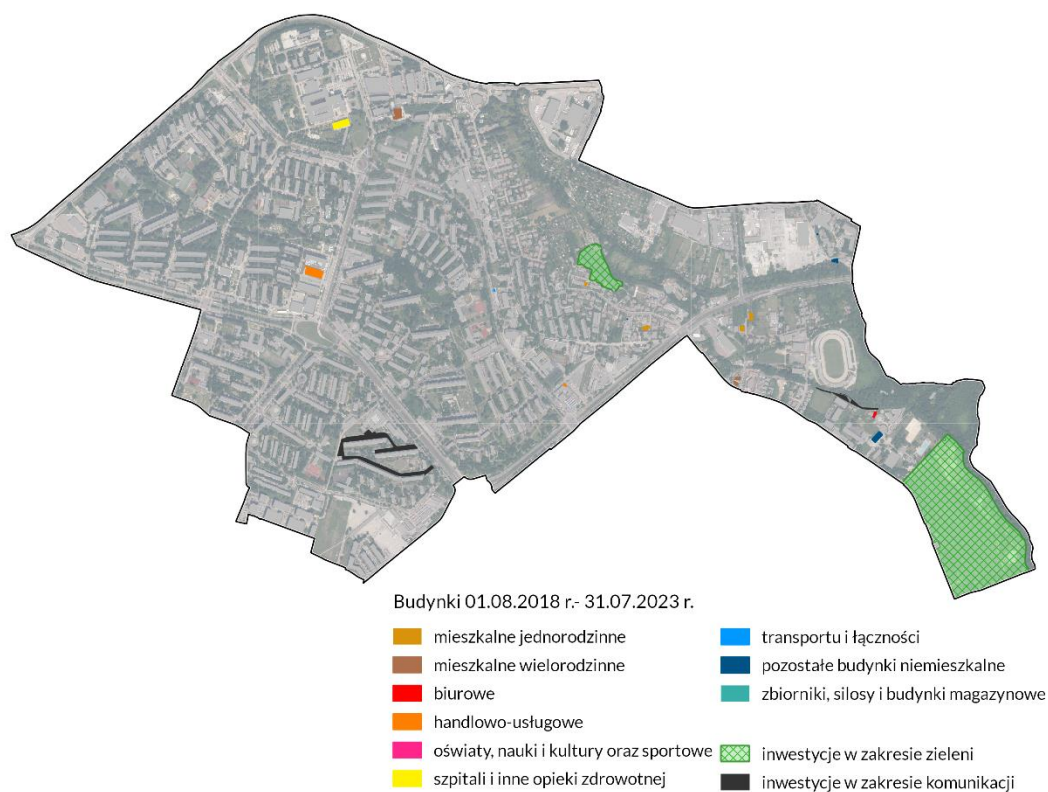 Budynki 01.08.2018 r.- 31.07.2023 r.
mieszkalne jednorodzinne
mieszkalne wielorodzinne
biurowe
handlowo-usługowe
oświaty, nauki i kultury oraz sportowe
szpitali i inne opieki zdrowotnej
transportu i łączności
pozostałe budynki niemieszkalne
zbiorniki, silosy i budynki magazynowe
inwestycje w zakresie zieleni
inwestycje w zakresie komunikacji